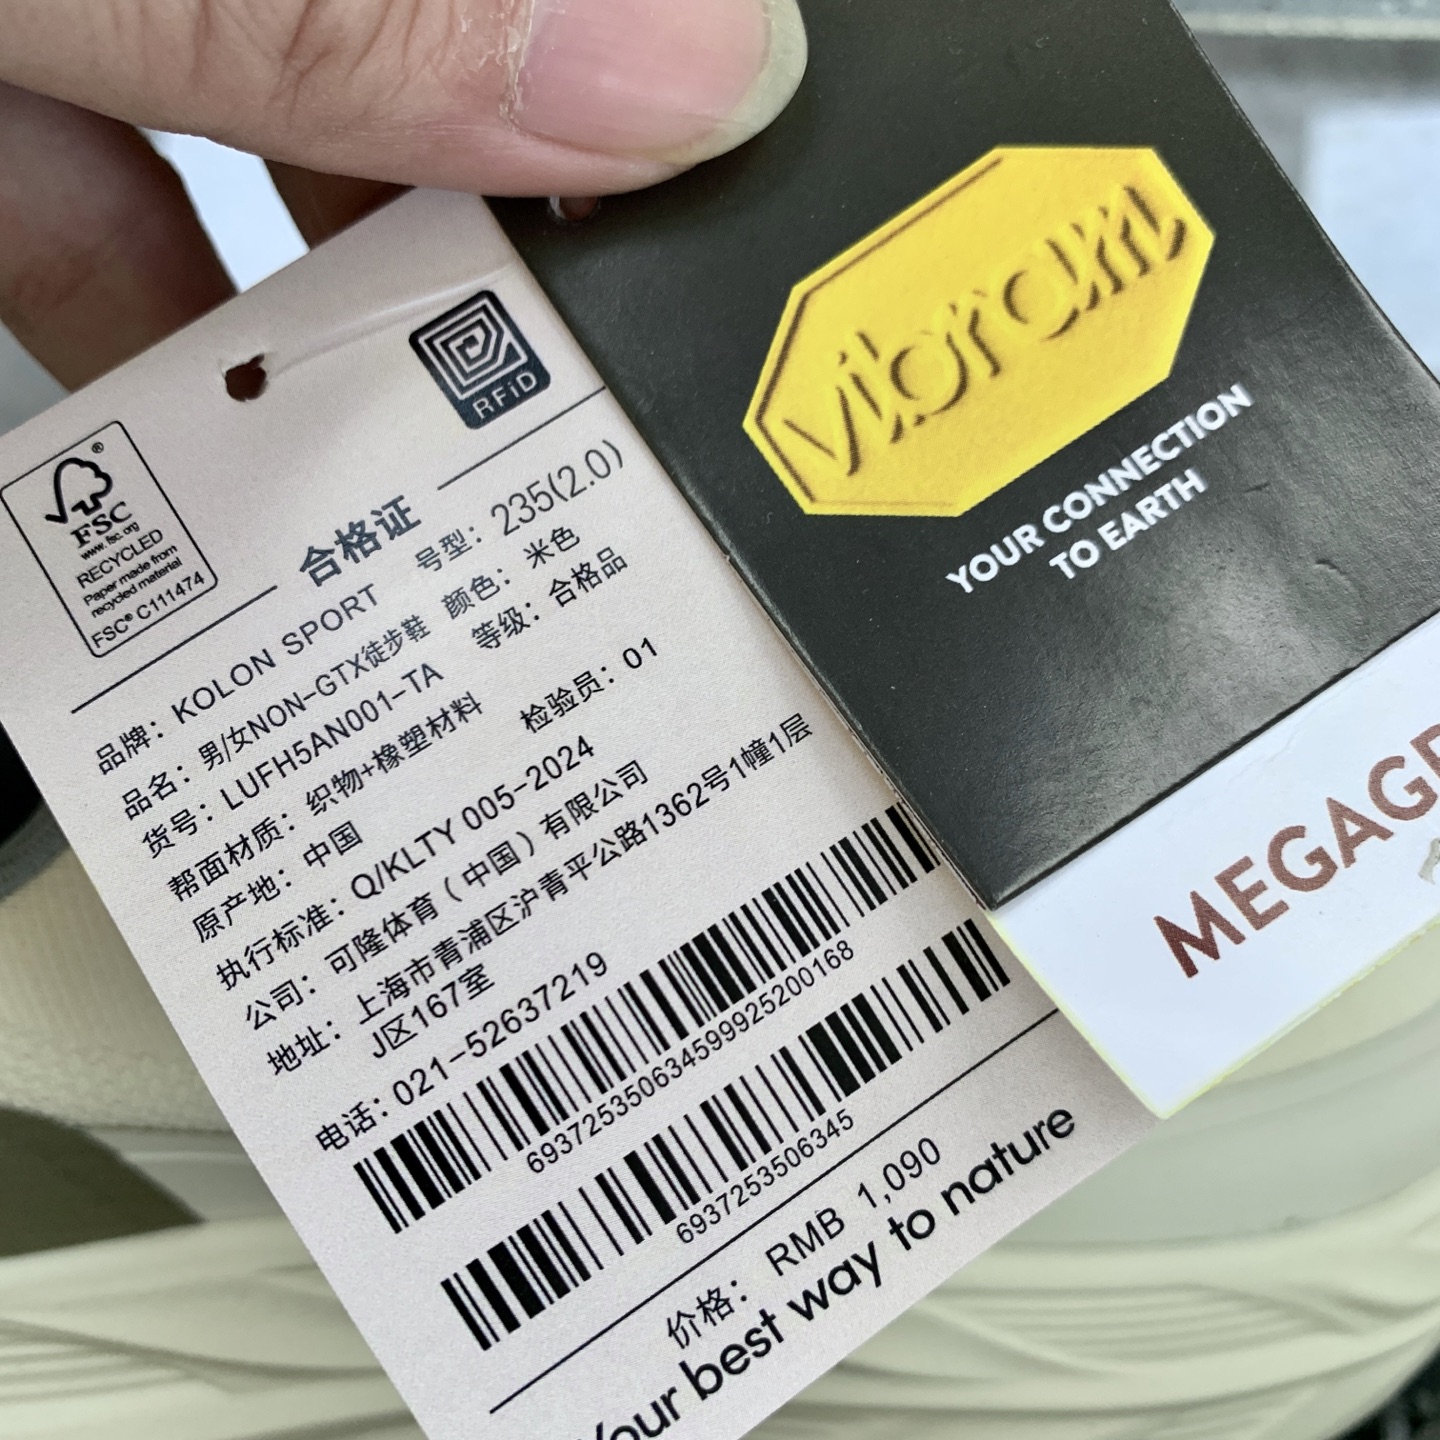 RFiD
FSC
www.fsc.org
RECYCLED
Paper made from
recycled material
FSC® C111474
合格证
品牌：KOLON SPORT 号型：235(2.0)
品名：男/女NON-GTX徒步鞋 颜色：米色
货号：LUFH5AN001-TA 等级：合格品
帮面材质：织物+橡塑材料 检验员：01
原产地：中国
执行标准：Q/KLTY 005-2024
公司：可隆体育（中国）有限公司
地址：上海市青浦区沪青平公路1362号1幢1层
J区167室
电话：021-52637219
69372535063459992520​0168
6937253506345
价格：RMB 1,090
Your best way to nature
vibram
YOUR CONNECTION
TO EARTH